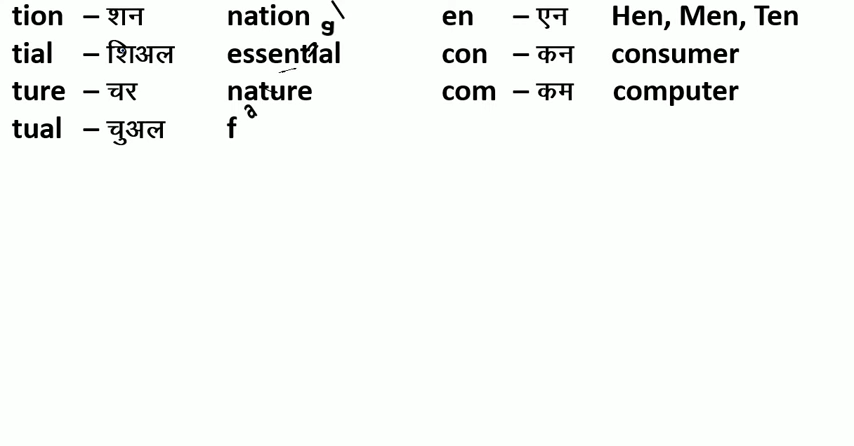 tion – शन nation en – एन Hen, Men, Ten
tial – शिअल essential con – कन consumer
ture – चर nature com – कम computer
tual – चुअल f